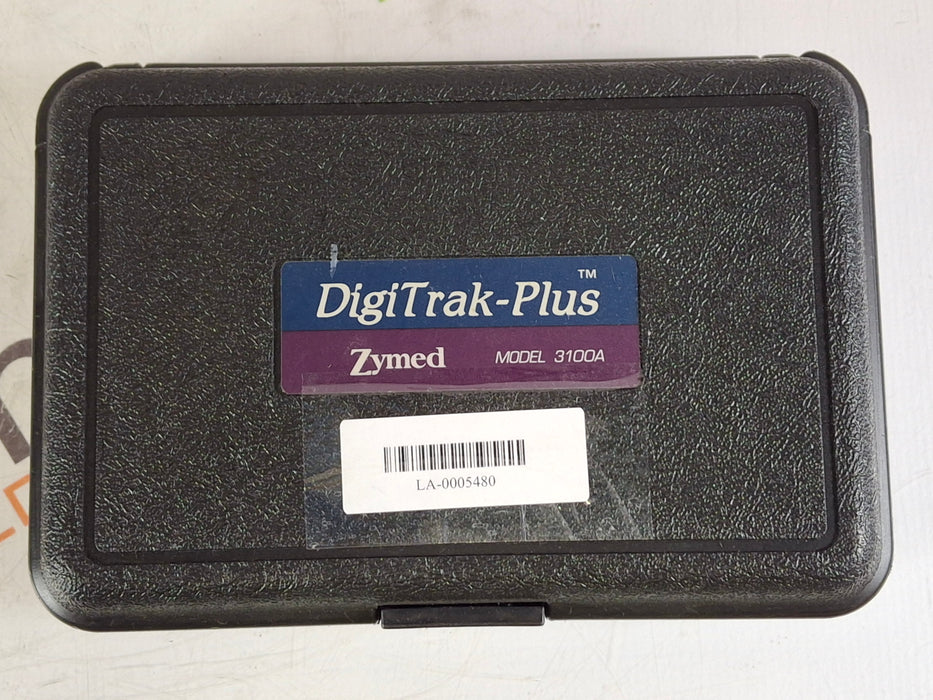 DigiTrak-Plus™
Zymed MODEL 3100A
LA-0005480